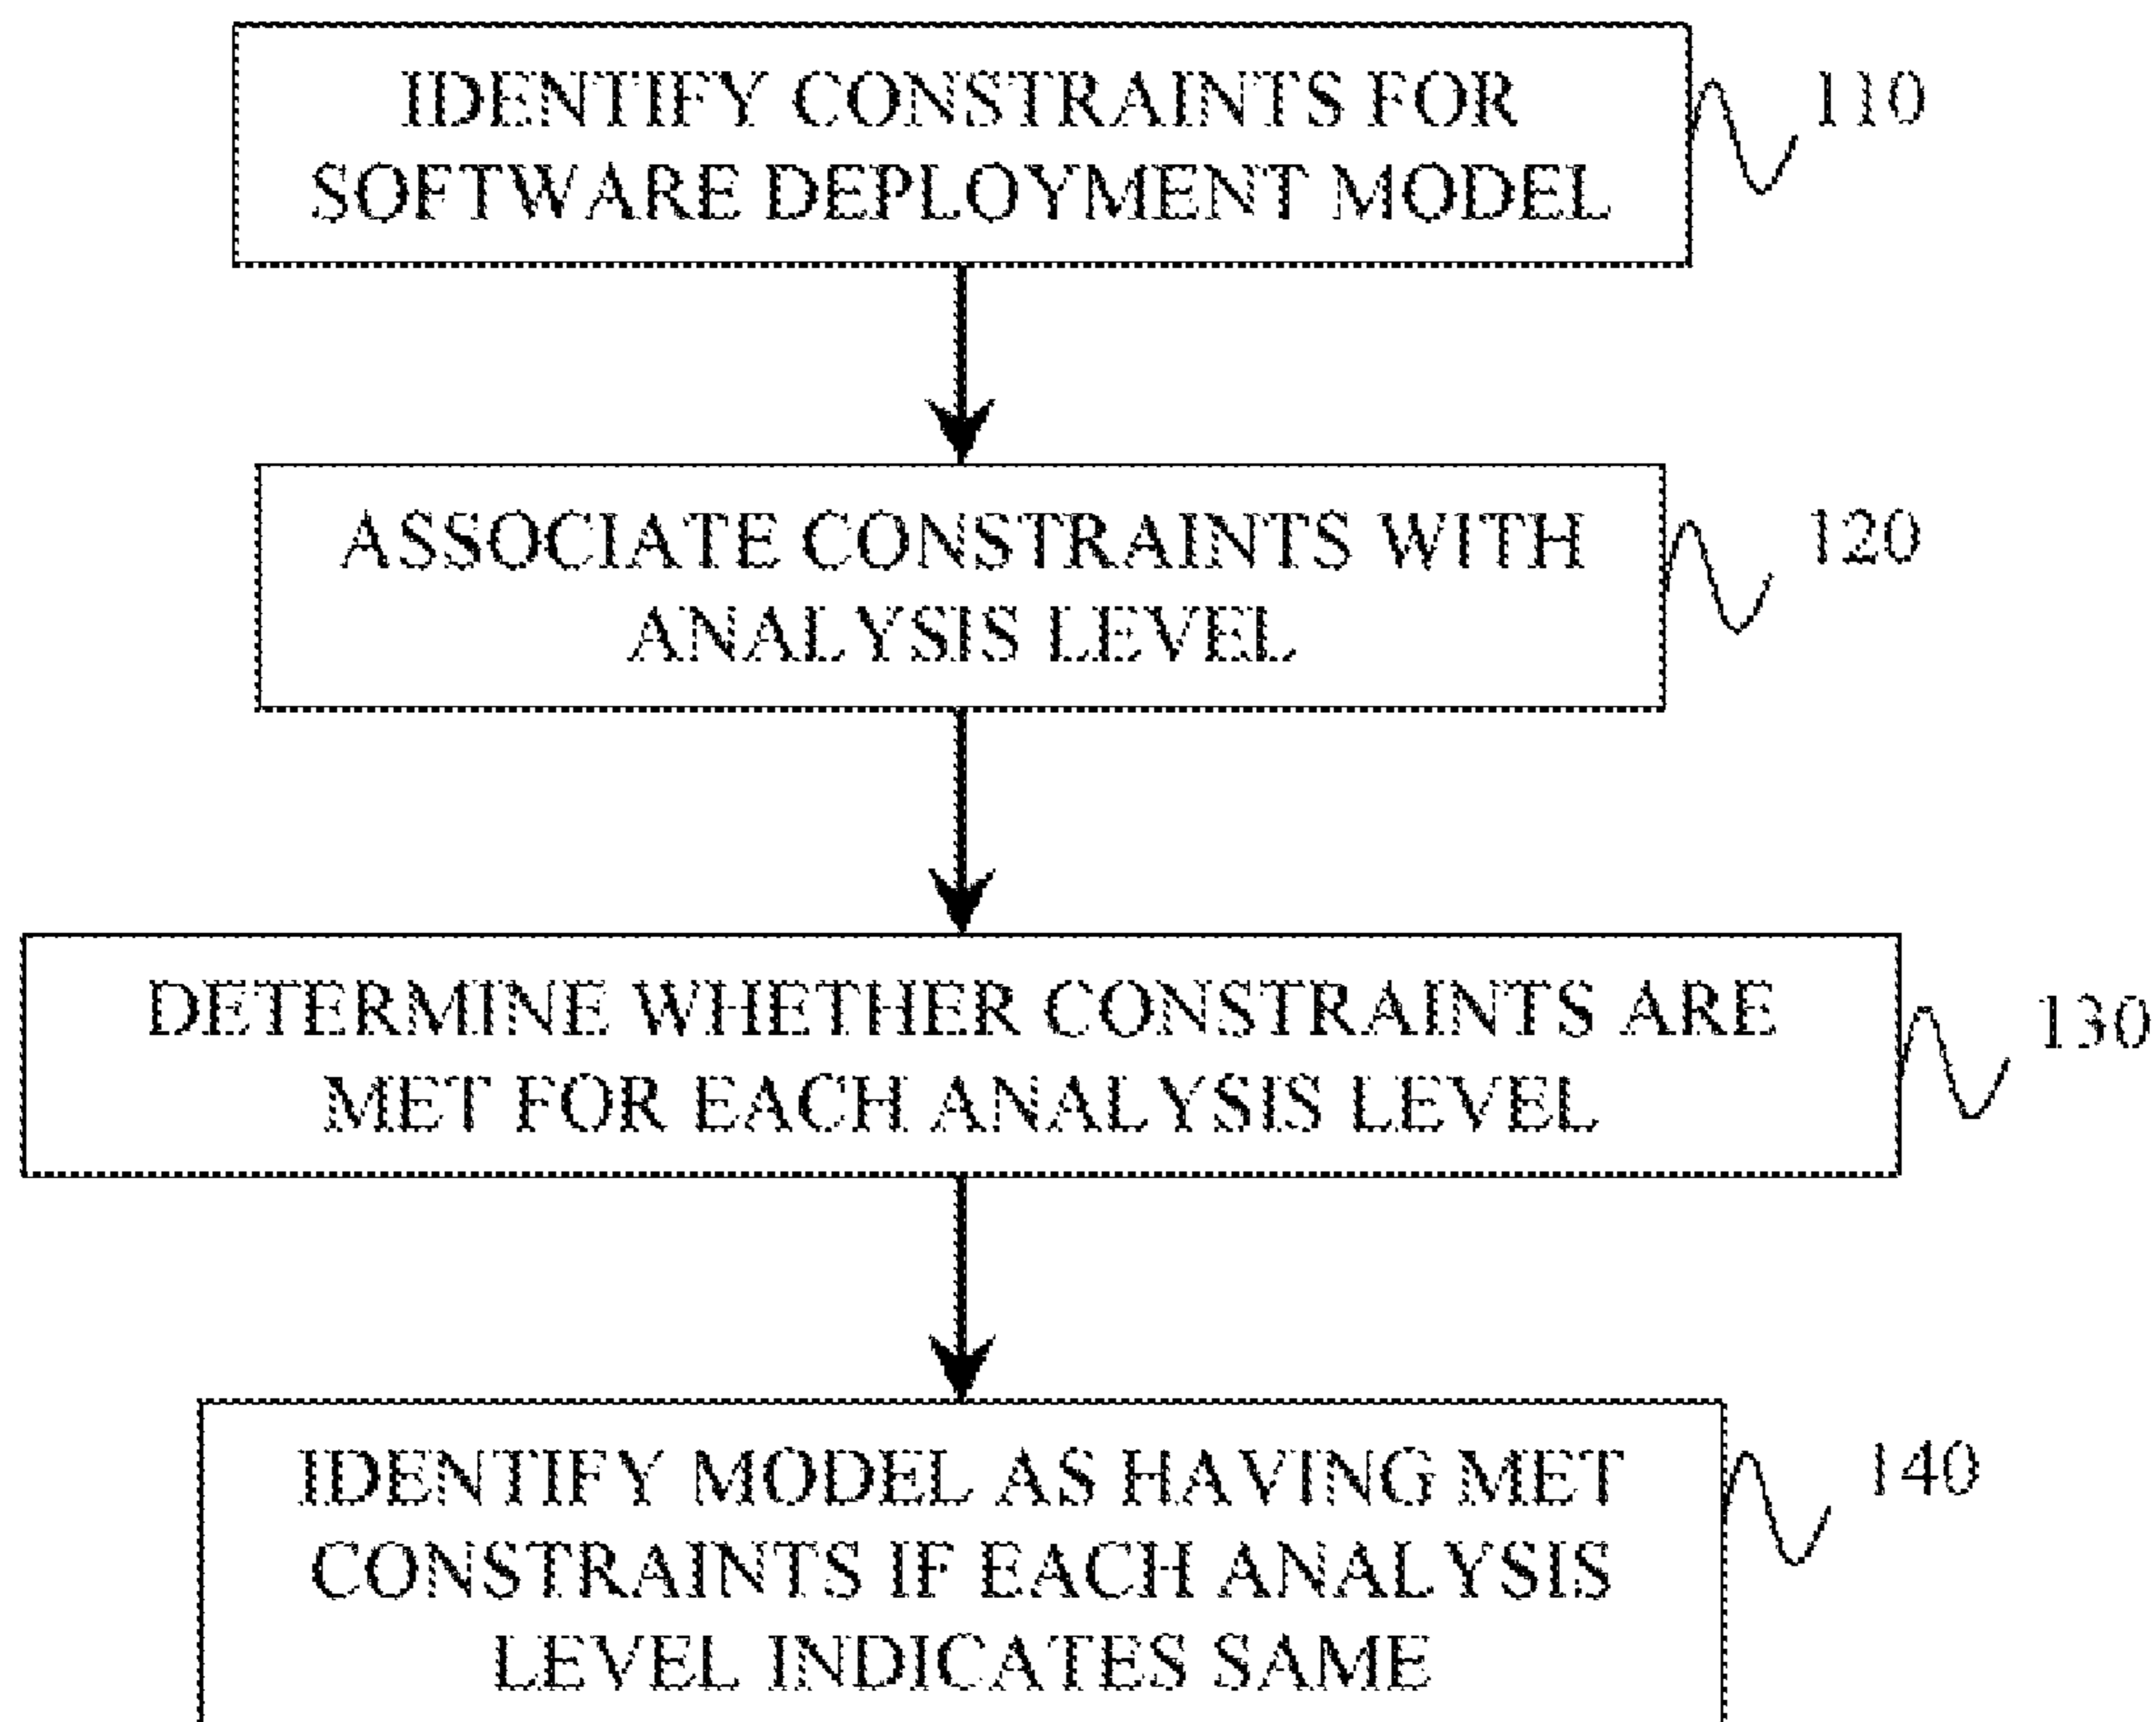 IDENTIFY CONSTRAINTS FOR
SOFTWARE DEPLOYMENT MODEL
110
ASSOCIATE CONSTRAINTS WITH
ANALYSIS LEVEL
120
DETERMINE WHETHER CONSTRAINTS ARE
MET FOR EACH ANALYSIS LEVEL
130
IDENTIFY MODEL AS HAVING MET
CONSTRAINTS IF EACH ANALYSIS
LEVEL INDICATES SAME
140